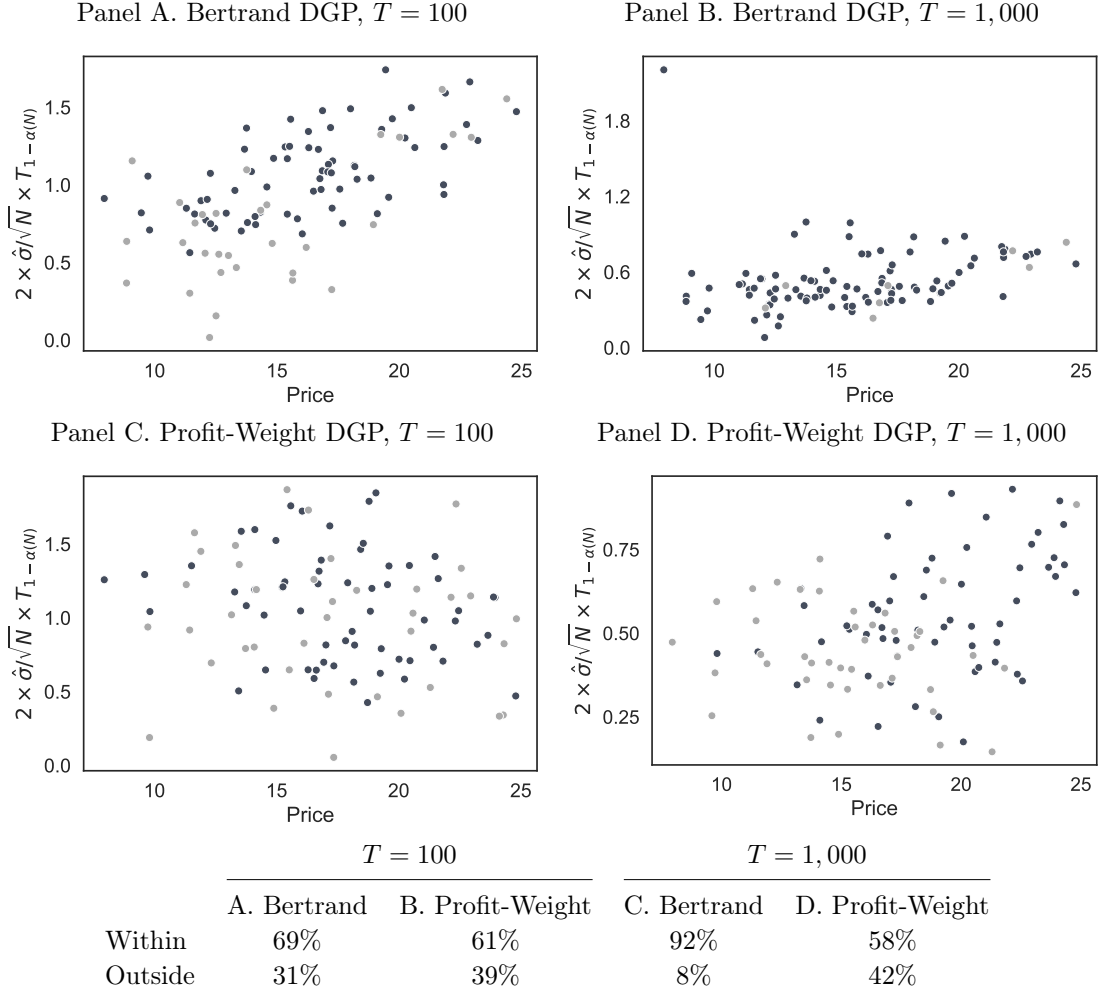 Panel A. Bertrand DGP, T = 100
Panel B. Bertrand DGP, T = 1,000
2 × σ̂/√N × T₁₋α(N)
1.5
1.0
0.5
0.0
10 15 20 25
Price
2 × σ̂/√N × T₁₋α(N)
1.8
1.2
0.6
0.0
10 15 20 25
Price
Panel C. Profit-Weight DGP, T = 100
Panel D. Profit-Weight DGP, T = 1,000
2 × σ̂/√N × T₁₋α(N)
1.5
1.0
0.5
0.0
10 15 20 25
Price
2 × σ̂/√N × T₁₋α(N)
0.75
0.50
0.25
10 15 20 25
Price
T = 100 T = 1,000
A. Bertrand B. Profit-Weight C. Bertrand D. Profit-Weight
Within 69% 61% 92% 58%
Outside 31% 39% 8% 42%